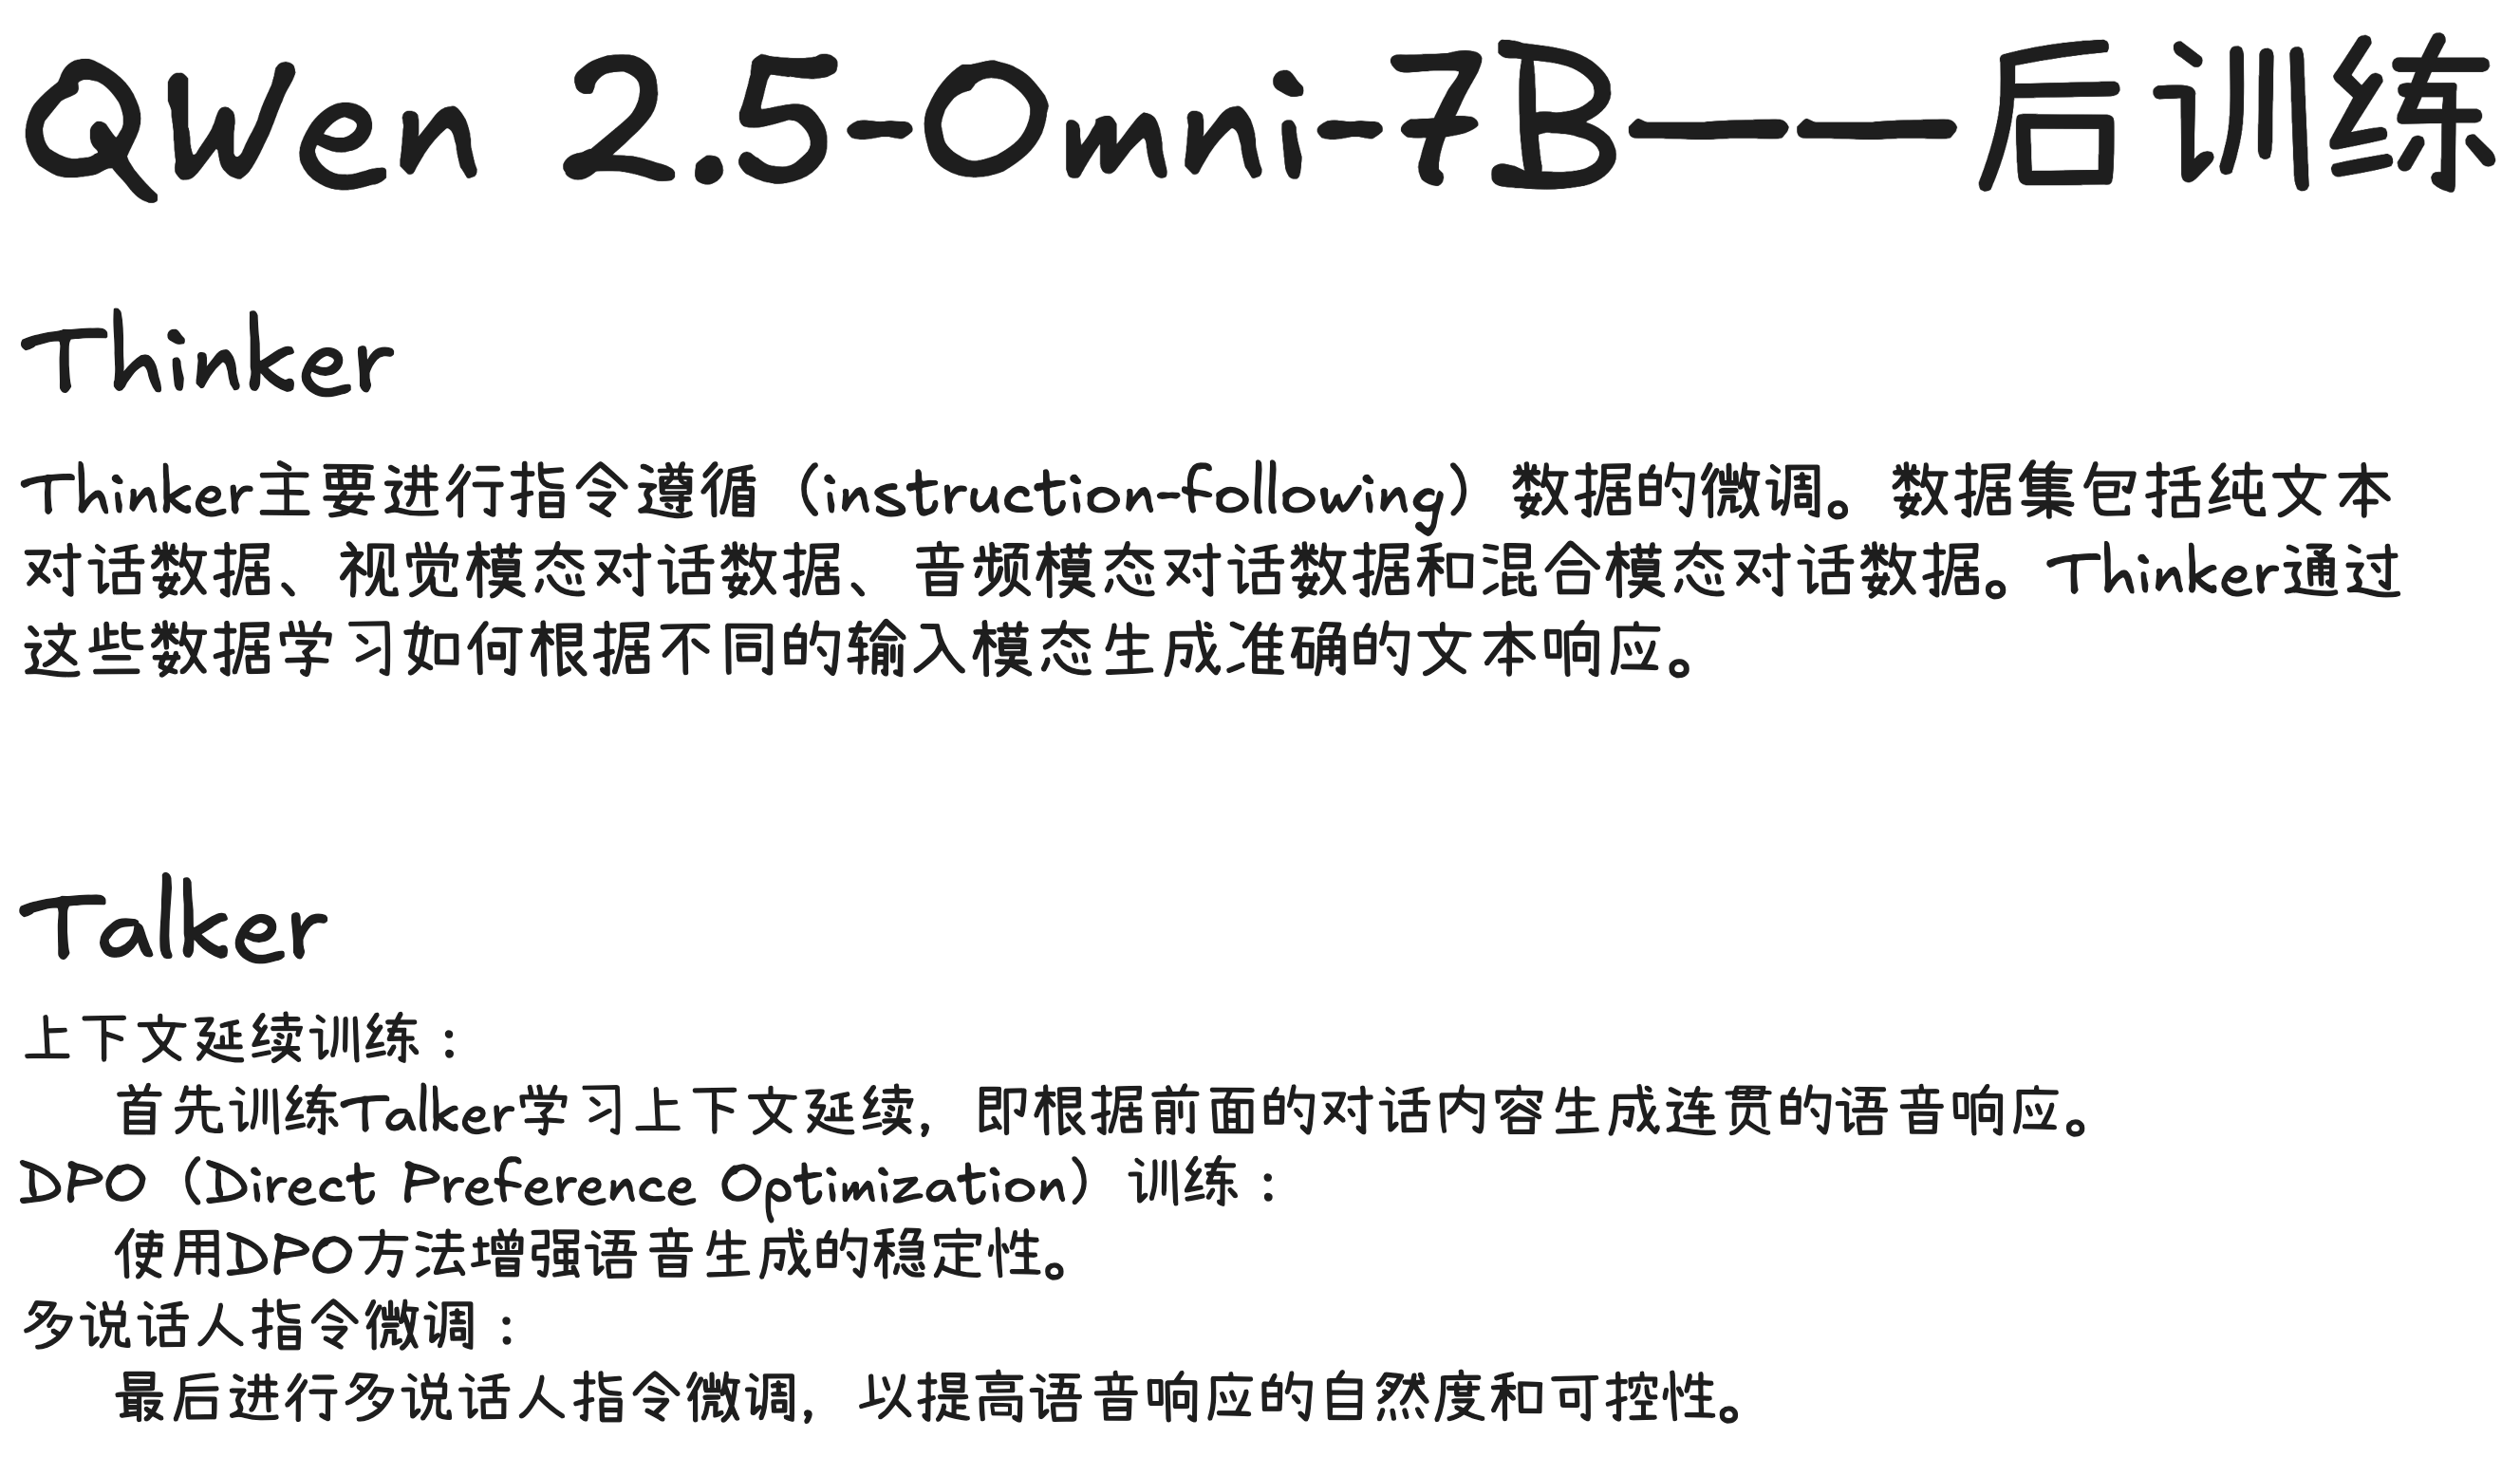 QWen 2.5-Omni-7B——后训练
Thinker
Thinker主要进行指令遵循（instruction-following）数据的微调。数据集包括纯文本
对话数据、视觉模态对话数据、音频模态对话数据和混合模态对话数据。Thinker通过
这些数据学习如何根据不同的输入模态生成准确的文本响应。
Talker
上下文延续训练：
首先训练Talker学习上下文延续，即根据前面的对话内容生成连贯的语音响应。
DPO（Direct Preference Optimization）训练：
使用DPO方法增强语音生成的稳定性。
多说话人指令微调：
最后进行多说话人指令微调，以提高语音响应的自然度和可控性。